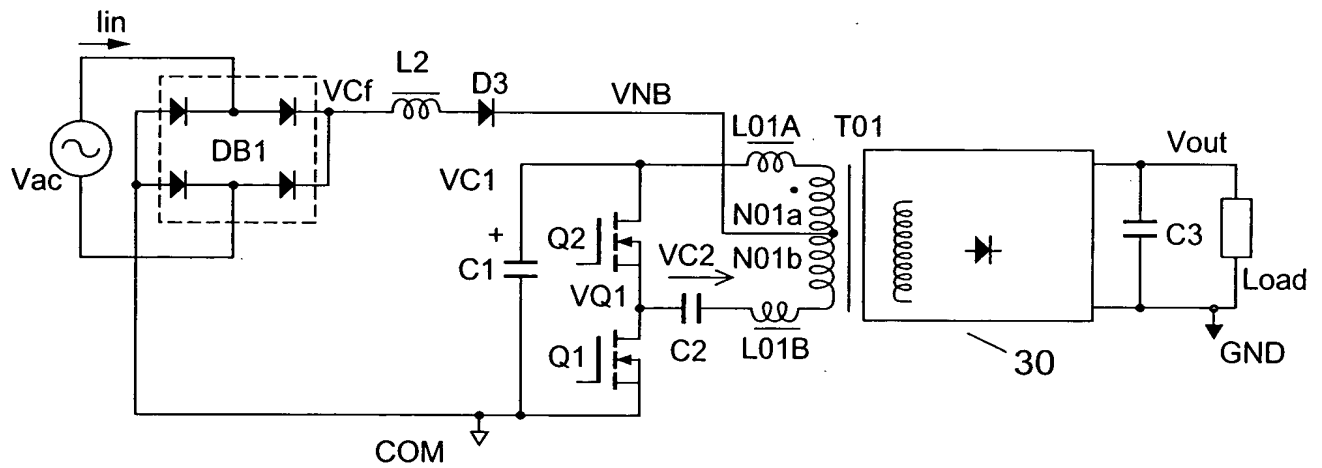 Iin
L2
VCf
D3
VNB
L01A
T01
Vout
DB1
Vac
VC1
N01a
+
Q2
C1
VC2
N01b
C3
Load
VQ1
Q1
C2
L01B
30
GND
COM